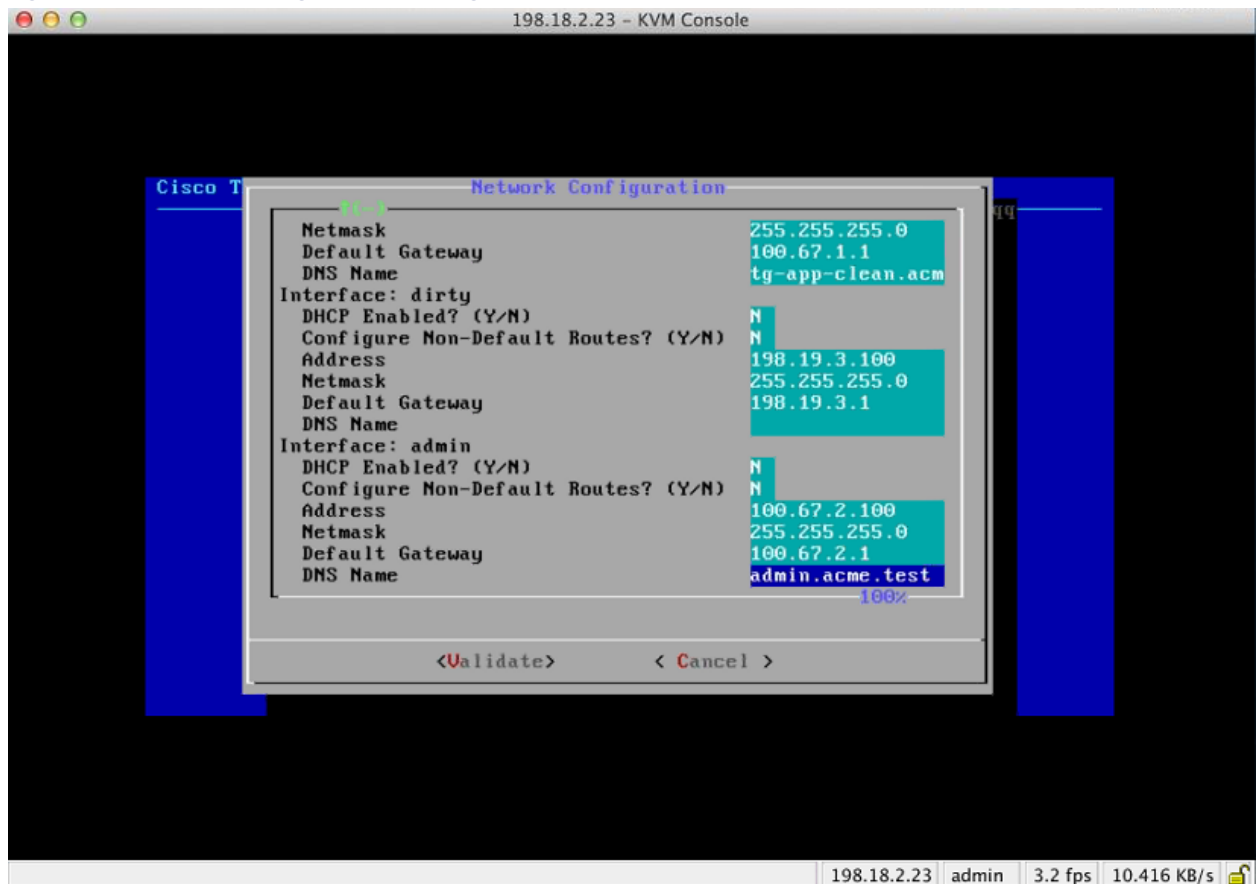 198.18.2.23 – KVM Console
Cisco T
Network Configuration
↑(-)
qq
Netmask 255.255.255.0
Default Gateway 100.67.1.1
DNS Name tg-app-clean.acm
Interface: dirty
DHCP Enabled? (Y/N) N
Configure Non-Default Routes? (Y/N) N
Address 198.19.3.100
Netmask 255.255.255.0
Default Gateway 198.19.3.1
DNS Name
Interface: admin
DHCP Enabled? (Y/N) N
Configure Non-Default Routes? (Y/N) N
Address 100.67.2.100
Netmask 255.255.255.0
Default Gateway 100.67.2.1
DNS Name admin.acme.test
100%
<Validate> < Cancel >
198.18.2.23 admin 3.2 fps 10.416 KB/s